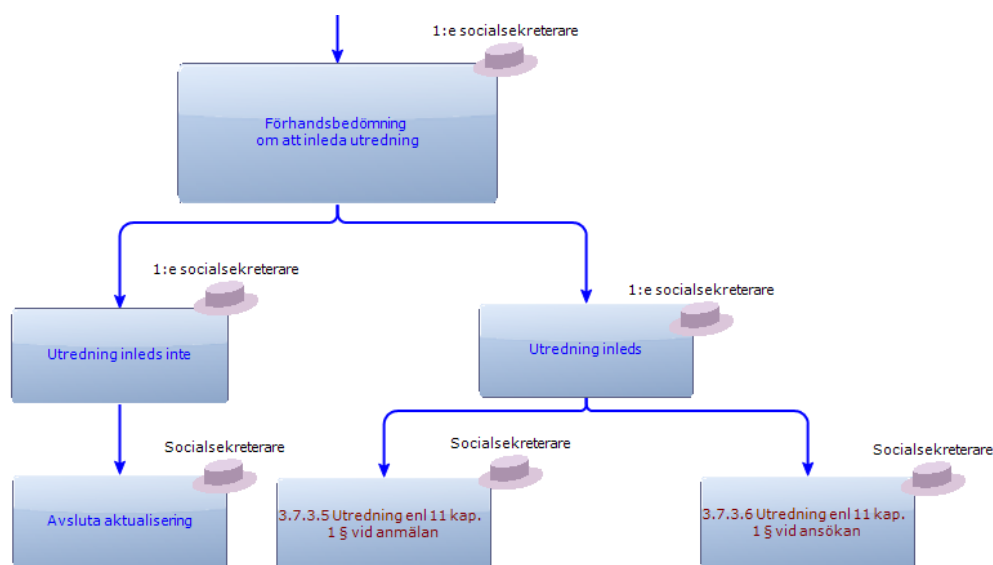 1:e socialsekreterare
Förhandsbedömning
om att inleda utredning
1:e socialsekreterare
Utredning inleds inte
1:e socialsekreterare
Utredning inleds
Socialsekreterare
Avsluta aktualisering
Socialsekreterare
3.7.3.5 Utredning enl 11 kap.
1 § vid anmälan
Socialsekreterare
3.7.3.6 Utredning enl 11 kap.
1 § vid ansökan